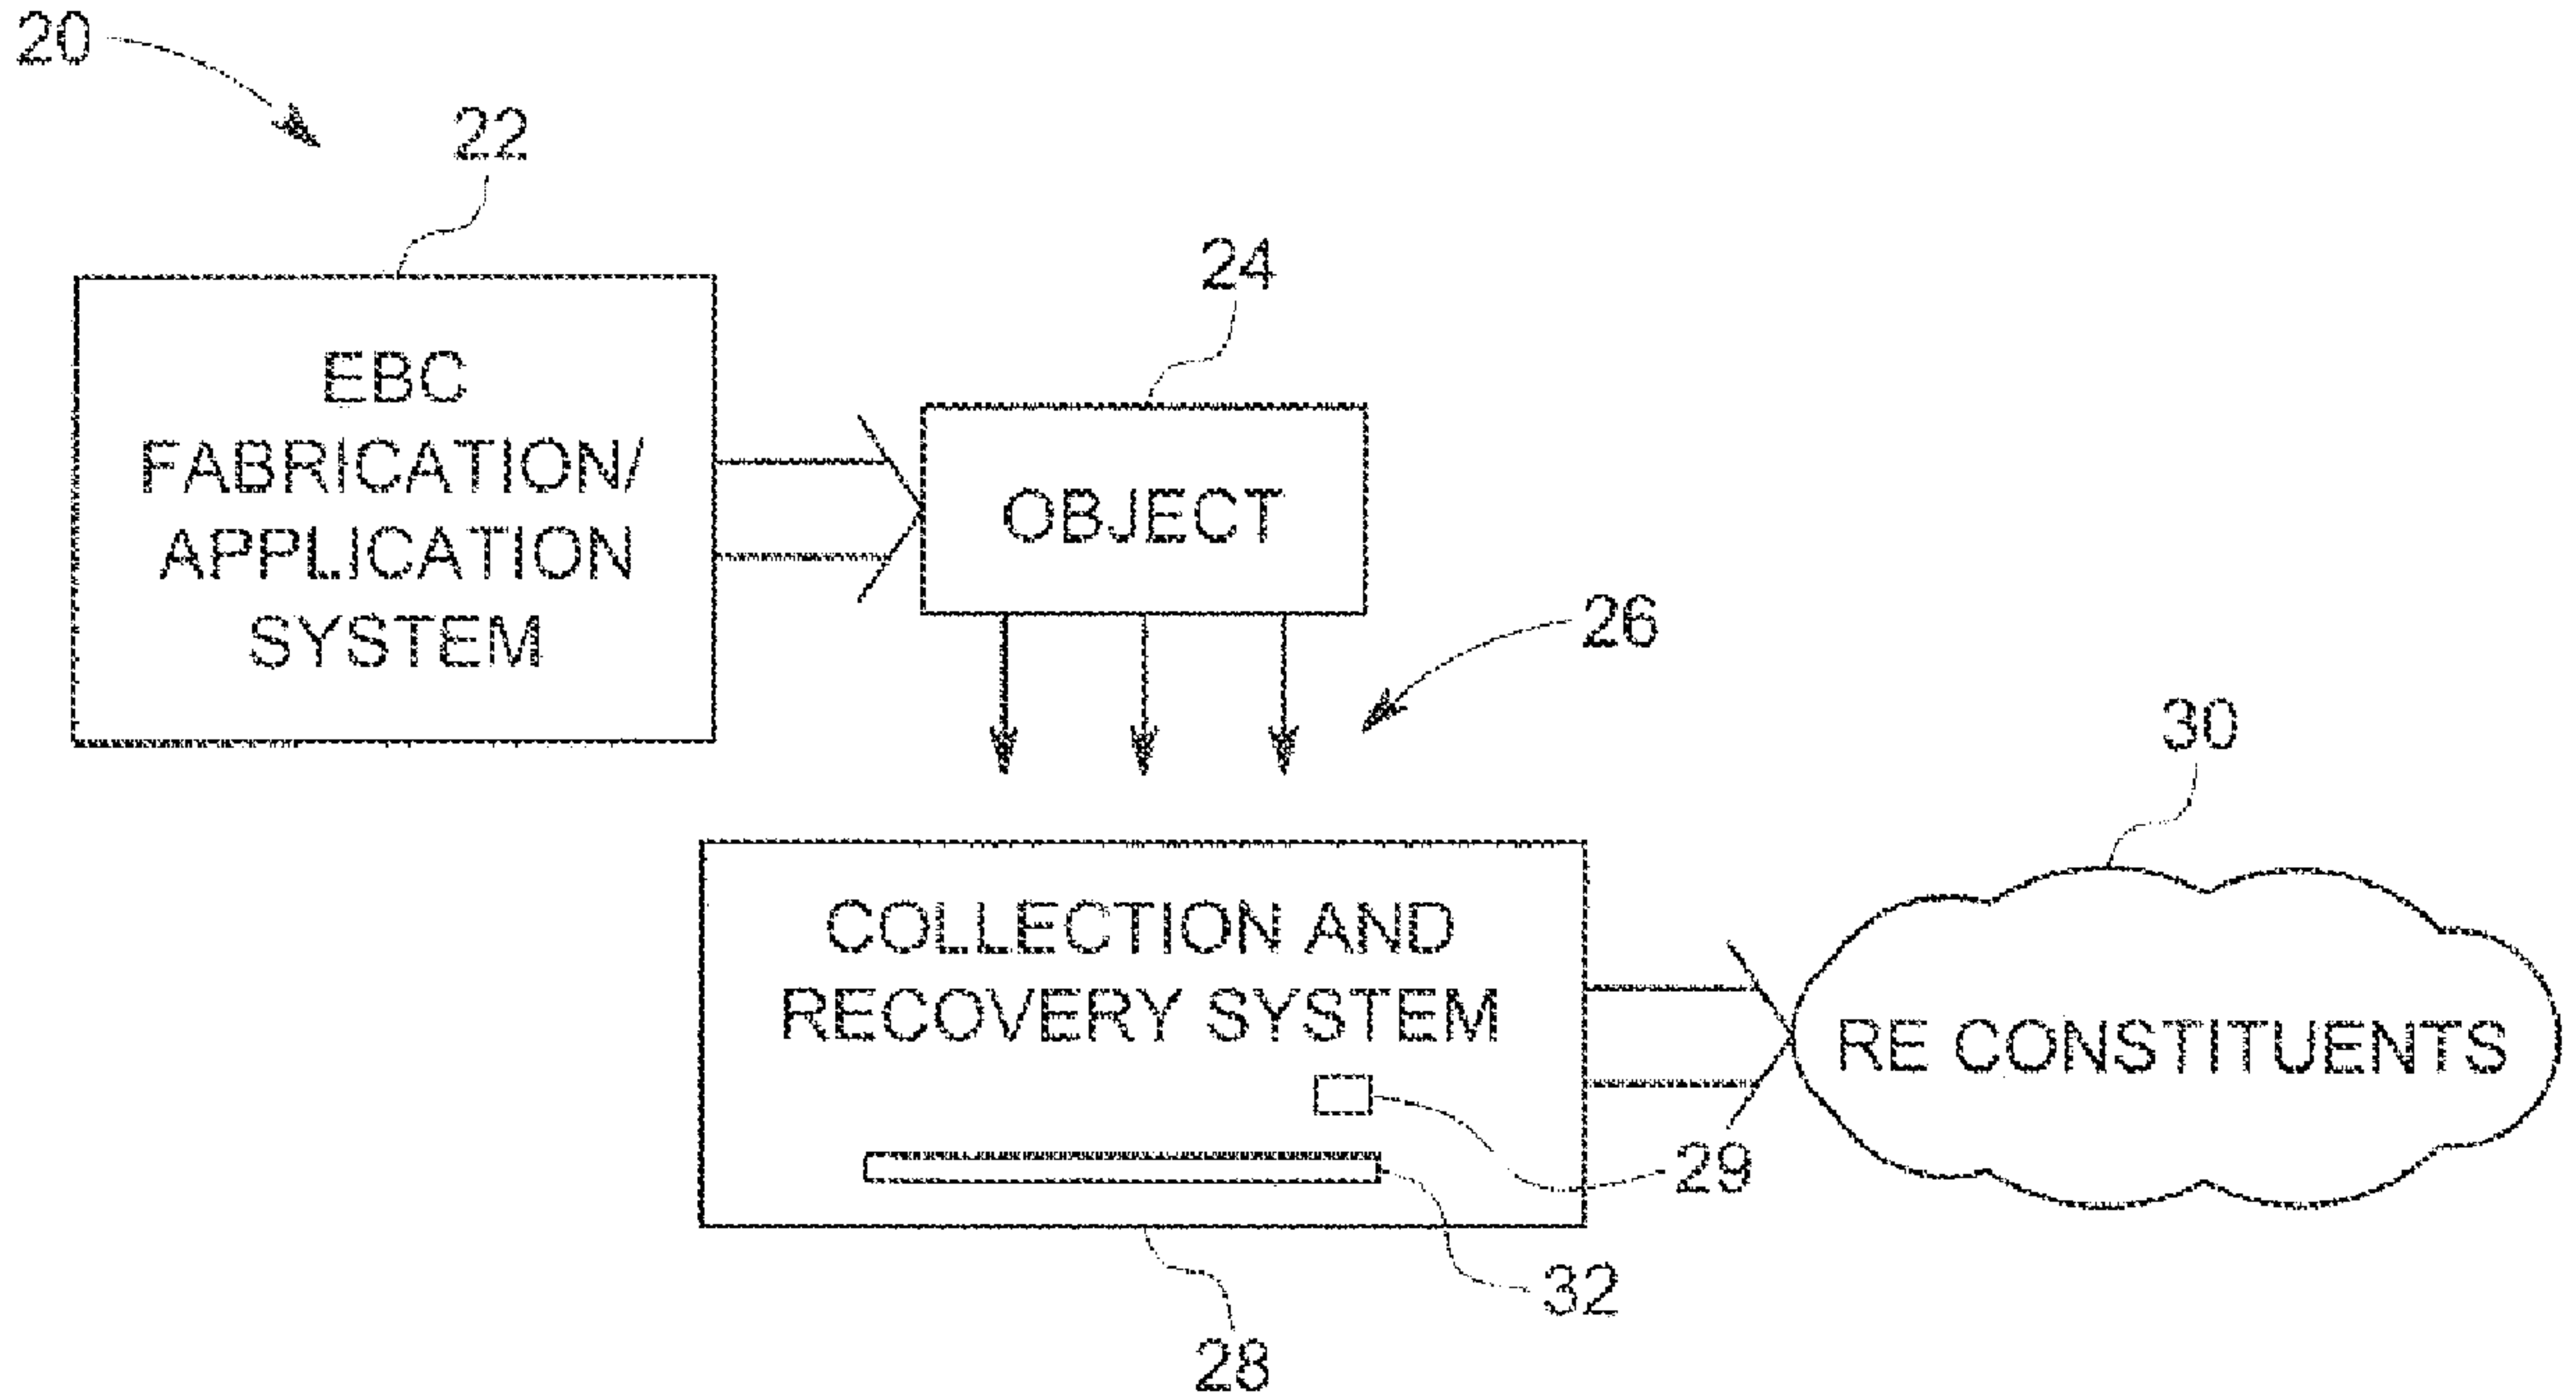 20
22
EBC
FABRICATION/
APPLICATION
SYSTEM
24
OBJECT
26
30
COLLECTION AND
RECOVERY SYSTEM
RE CONSTITUENTS
29
32
28